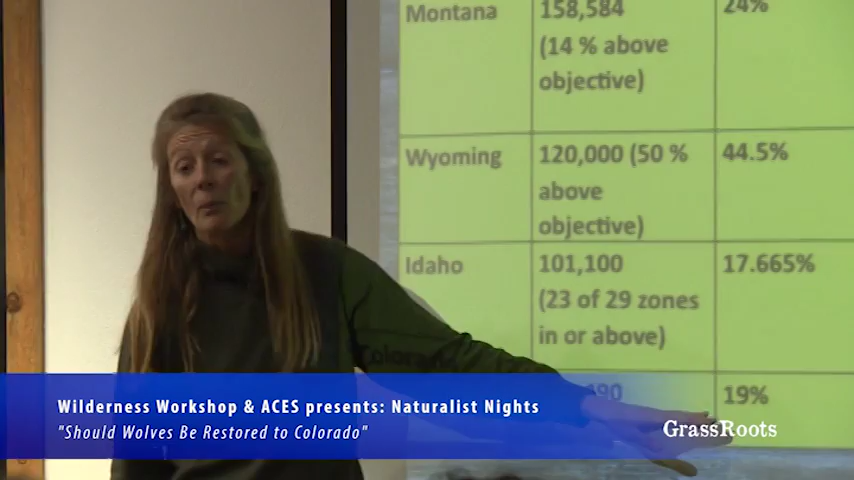 Montana 158,584 24%
(14 % above
objective)
Wyoming 120,000 (50 % 44.5%
above
objective)
Idaho 101,100 17.665%
(23 of 29 zones
in or above)
19%
Wilderness Workshop & ACES presents: Naturalist Nights
"Should Wolves Be Restored to Colorado"
GrassRoots